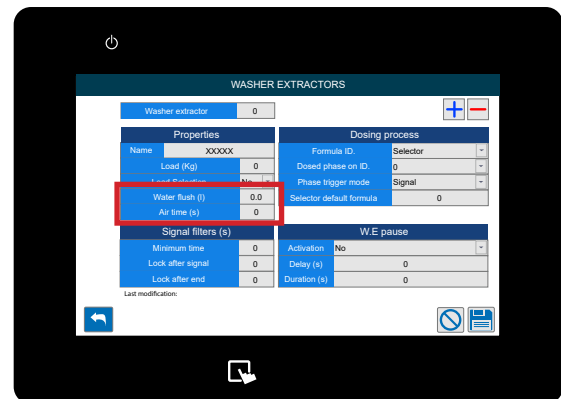 WASHER EXTRACTORS
Washer extractor 0
Properties
Name XXXXX
Load (Kg) 0
Load Selection No
Water flush (l) 0.0
Air time (s) 0
Dosing process
Formula ID. Selector
Dosed phase on ID. 0
Phase trigger mode Signal
Selector default formula 0
Signal filters (s)
Minimum time 0
Lock after signal 0
Lock after end 0
W.E pause
Activation No
Delay (s) 0
Duration (s) 0
Last modification: